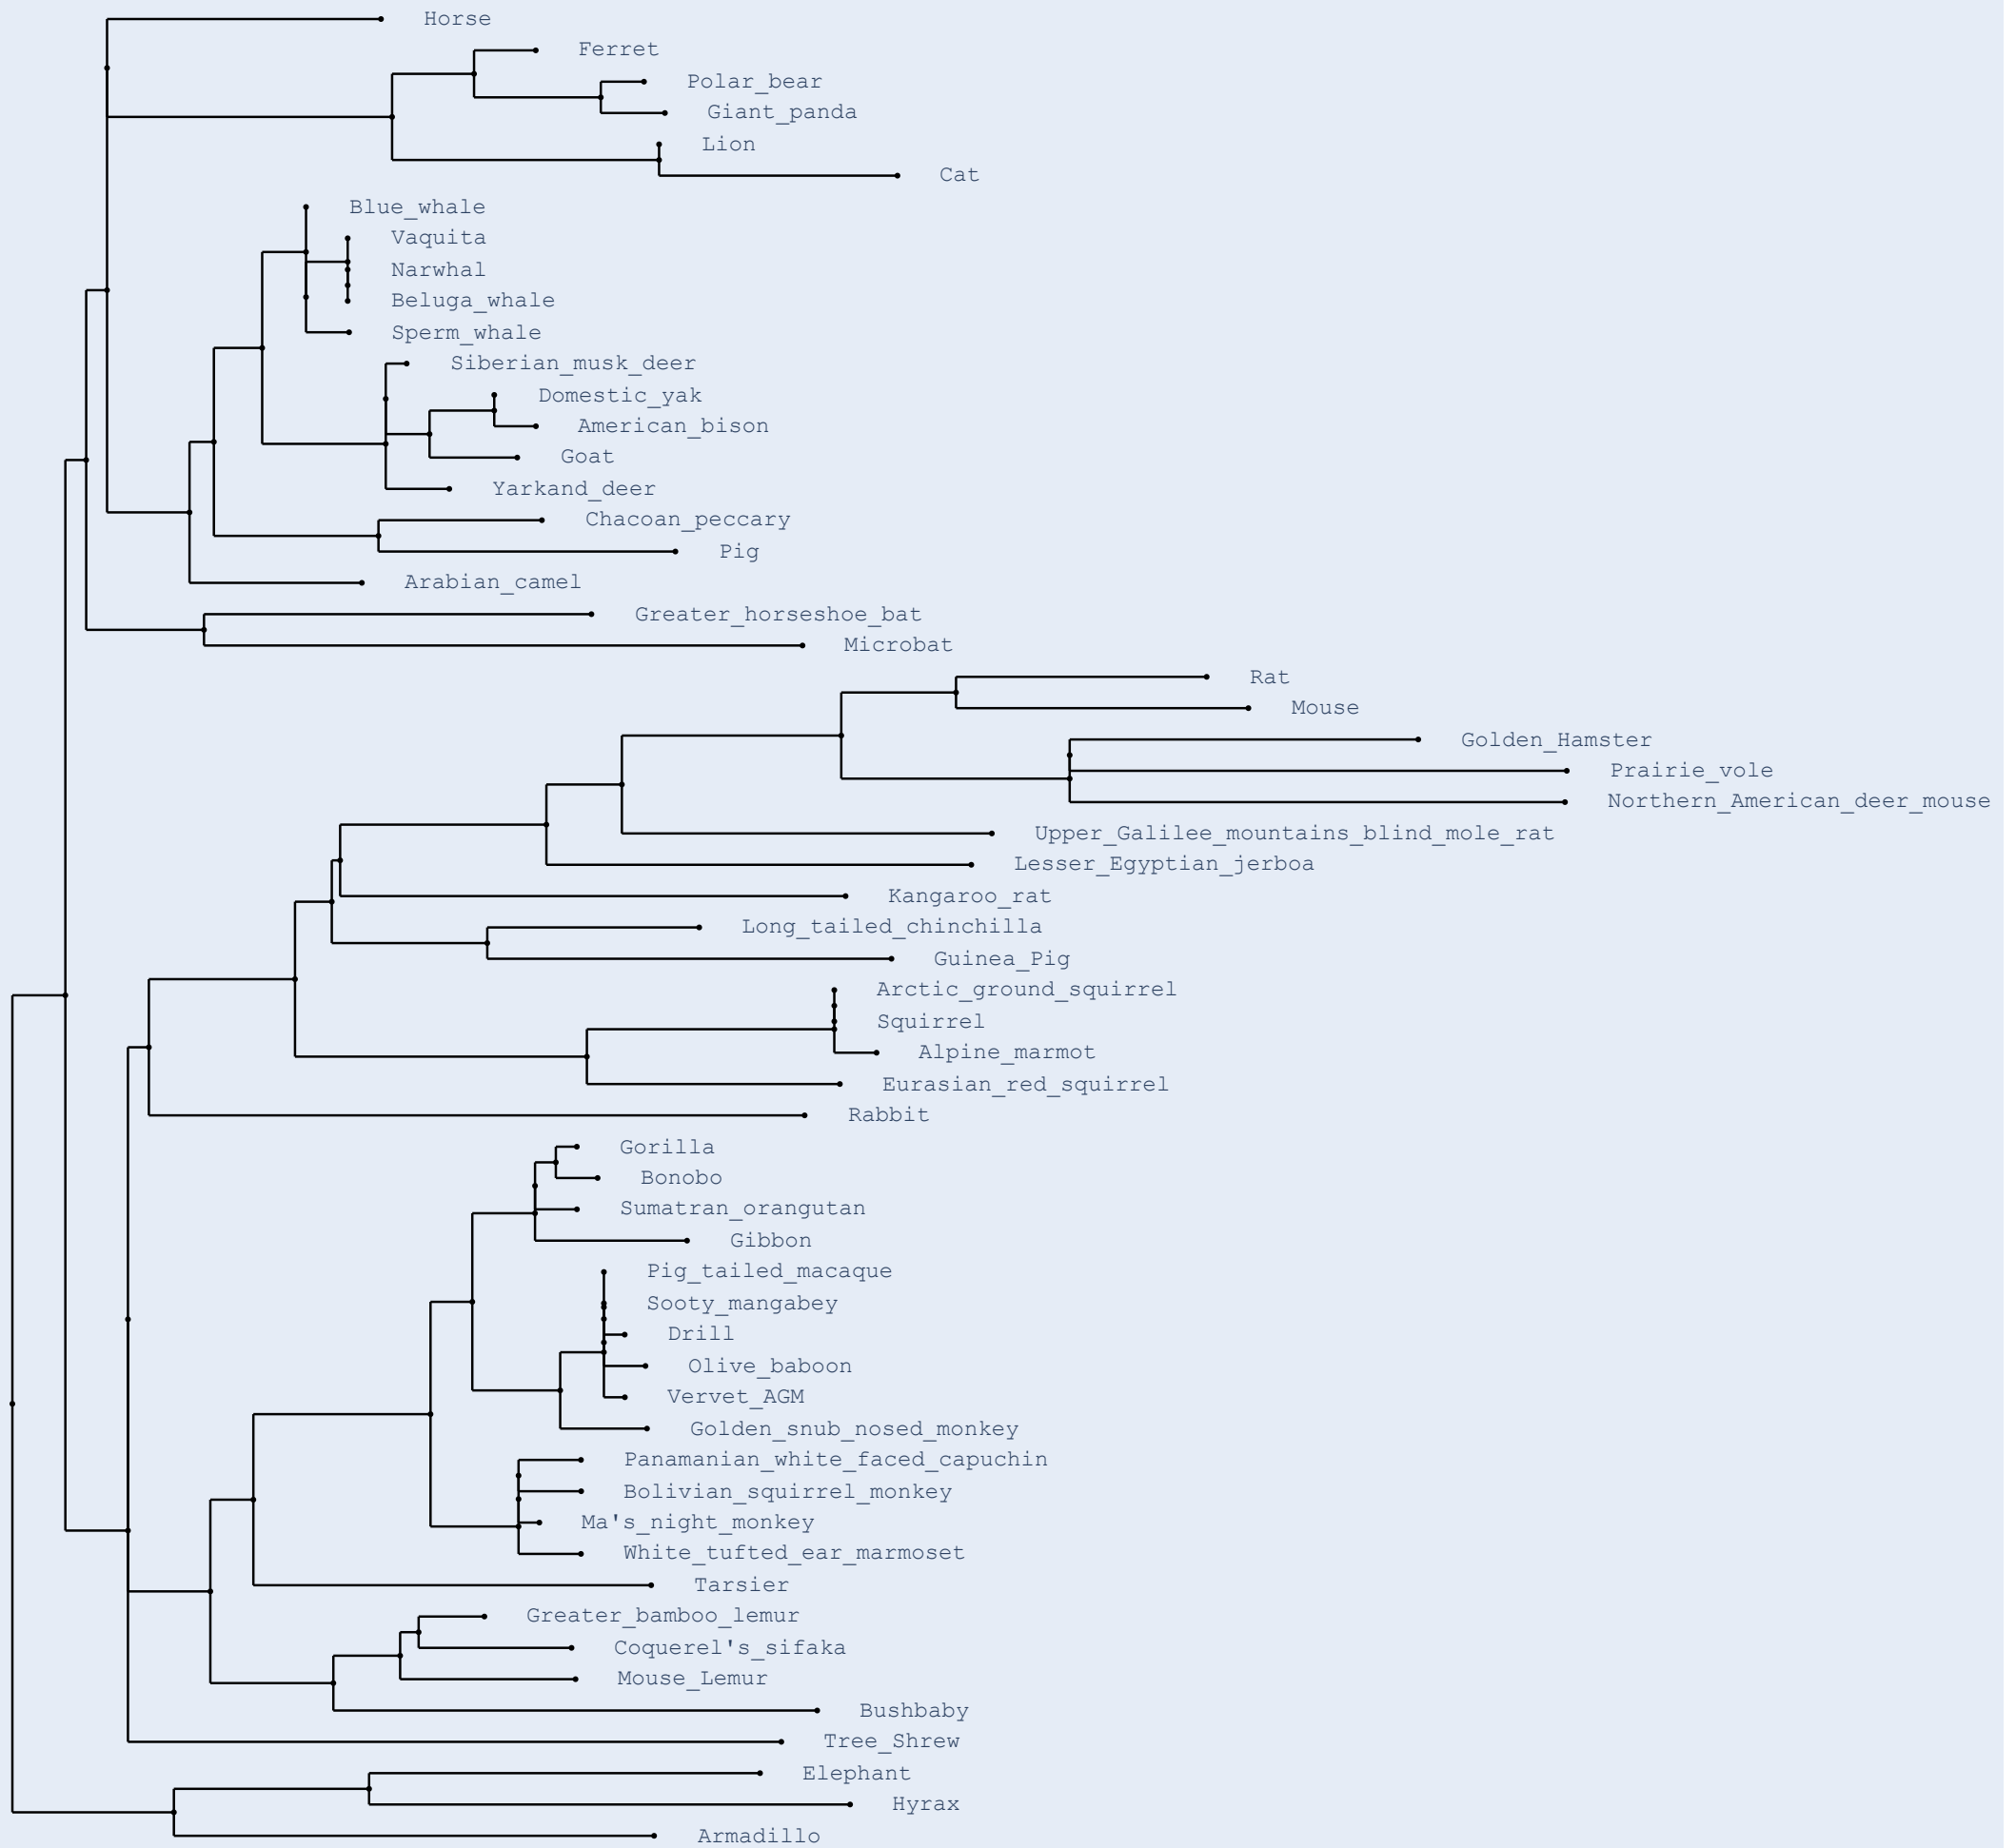 Horse
Ferret
Polar_bear
Giant_panda
Lion
Cat
Blue_whale
Vaquita
Narwhal
Beluga_whale
Sperm_whale
Siberian_musk_deer
Domestic_yak
American_bison
Goat
Yarkand_deer
Chacoan_peccary
Pig
Arabian_camel
Greater_horseshoe_bat
Microbat
Rat
Mouse
Golden_Hamster
Prairie_vole
Northern_American_deer_mouse
Upper_Galilee_mountains_blind_mole_rat
Lesser_Egyptian_jerboa
Kangaroo_rat
Long_tailed_chinchilla
Guinea_Pig
Arctic_ground_squirrel
Squirrel
Alpine_marmot
Eurasian_red_squirrel
Rabbit
Gorilla
Bonobo
Sumatran_orangutan
Gibbon
Pig_tailed_macaque
Sooty_mangabey
Drill
Olive_baboon
Vervet_AGM
Golden_snub_nosed_monkey
Panamanian_white_faced_capuchin
Bolivian_squirrel_monkey
Ma's_night_monkey
White_tufted_ear_marmoset
Tarsier
Greater_bamboo_lemur
Coquerel's_sifaka
Mouse_Lemur
Bushbaby
Tree_Shrew
Elephant
Hyrax
Armadillo